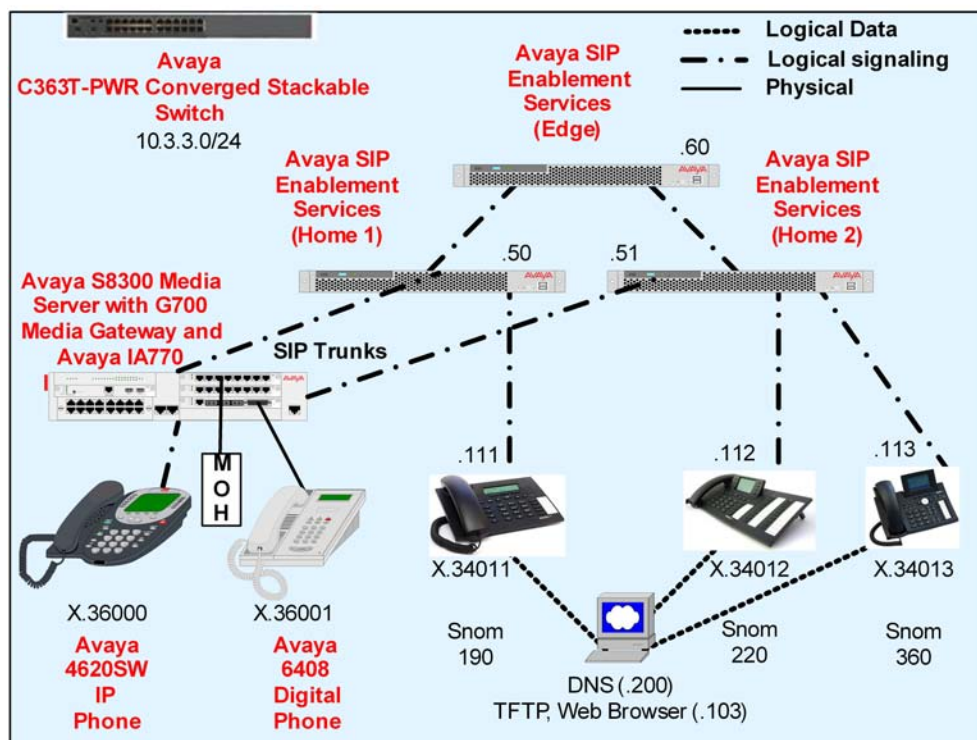 Avaya
C363T-PWR Converged Stackable
Switch
10.3.3.0/24
Avaya SIP
Enablement
Services
(Edge)
Logical Data
Logical signaling
Physical
.60
AVAYA
Avaya SIP
Enablement
Services
(Home 1)
Avaya SIP
Enablement
Services
(Home 2)
.50
.51
AVAYA
AVAYA
Avaya S8300 Media
Server with G700
Media Gateway and
Avaya IA770
SIP Trunks
AVAYA
M
O
H
.111
.112
.113
X.36000
X.36001
X.34011
X.34012
X.34013
Avaya
4620SW
IP
Phone
Avaya
6408
Digital
Phone
Snom
190
Snom
220
Snom
360
DNS (.200)
TFTP, Web Browser (.103)